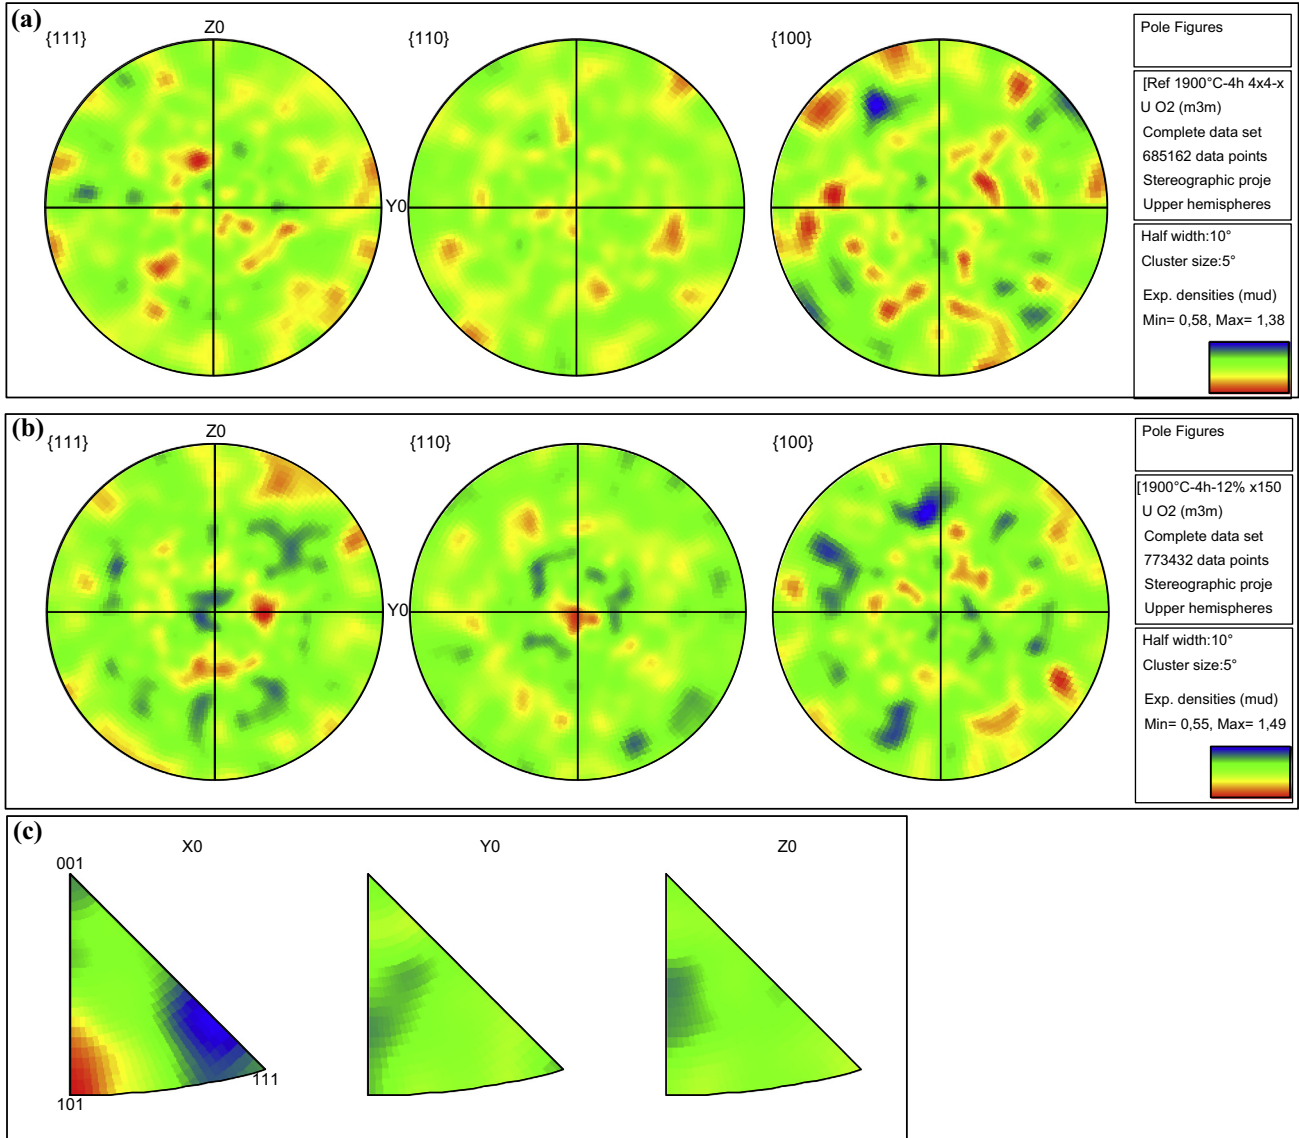 (a)
{111}
Z0
{110}
{100}
Y0
Pole Figures
[Ref 1900°C-4h 4x4-x
U O2 (m3m)
Complete data set
685162 data points
Stereographic proje
Upper hemispheres
Half width:10°
Cluster size:5°
Exp. densities (mud)
Min= 0,58, Max= 1,38
(b)
{111}
Z0
{110}
{100}
Y0
Pole Figures
[1900°C-4h-12% x150
U O2 (m3m)
Complete data set
773432 data points
Stereographic proje
Upper hemispheres
Half width:10°
Cluster size:5°
Exp. densities (mud)
Min= 0,55, Max= 1,49
(c)
X0
Y0
Z0
001
111
101